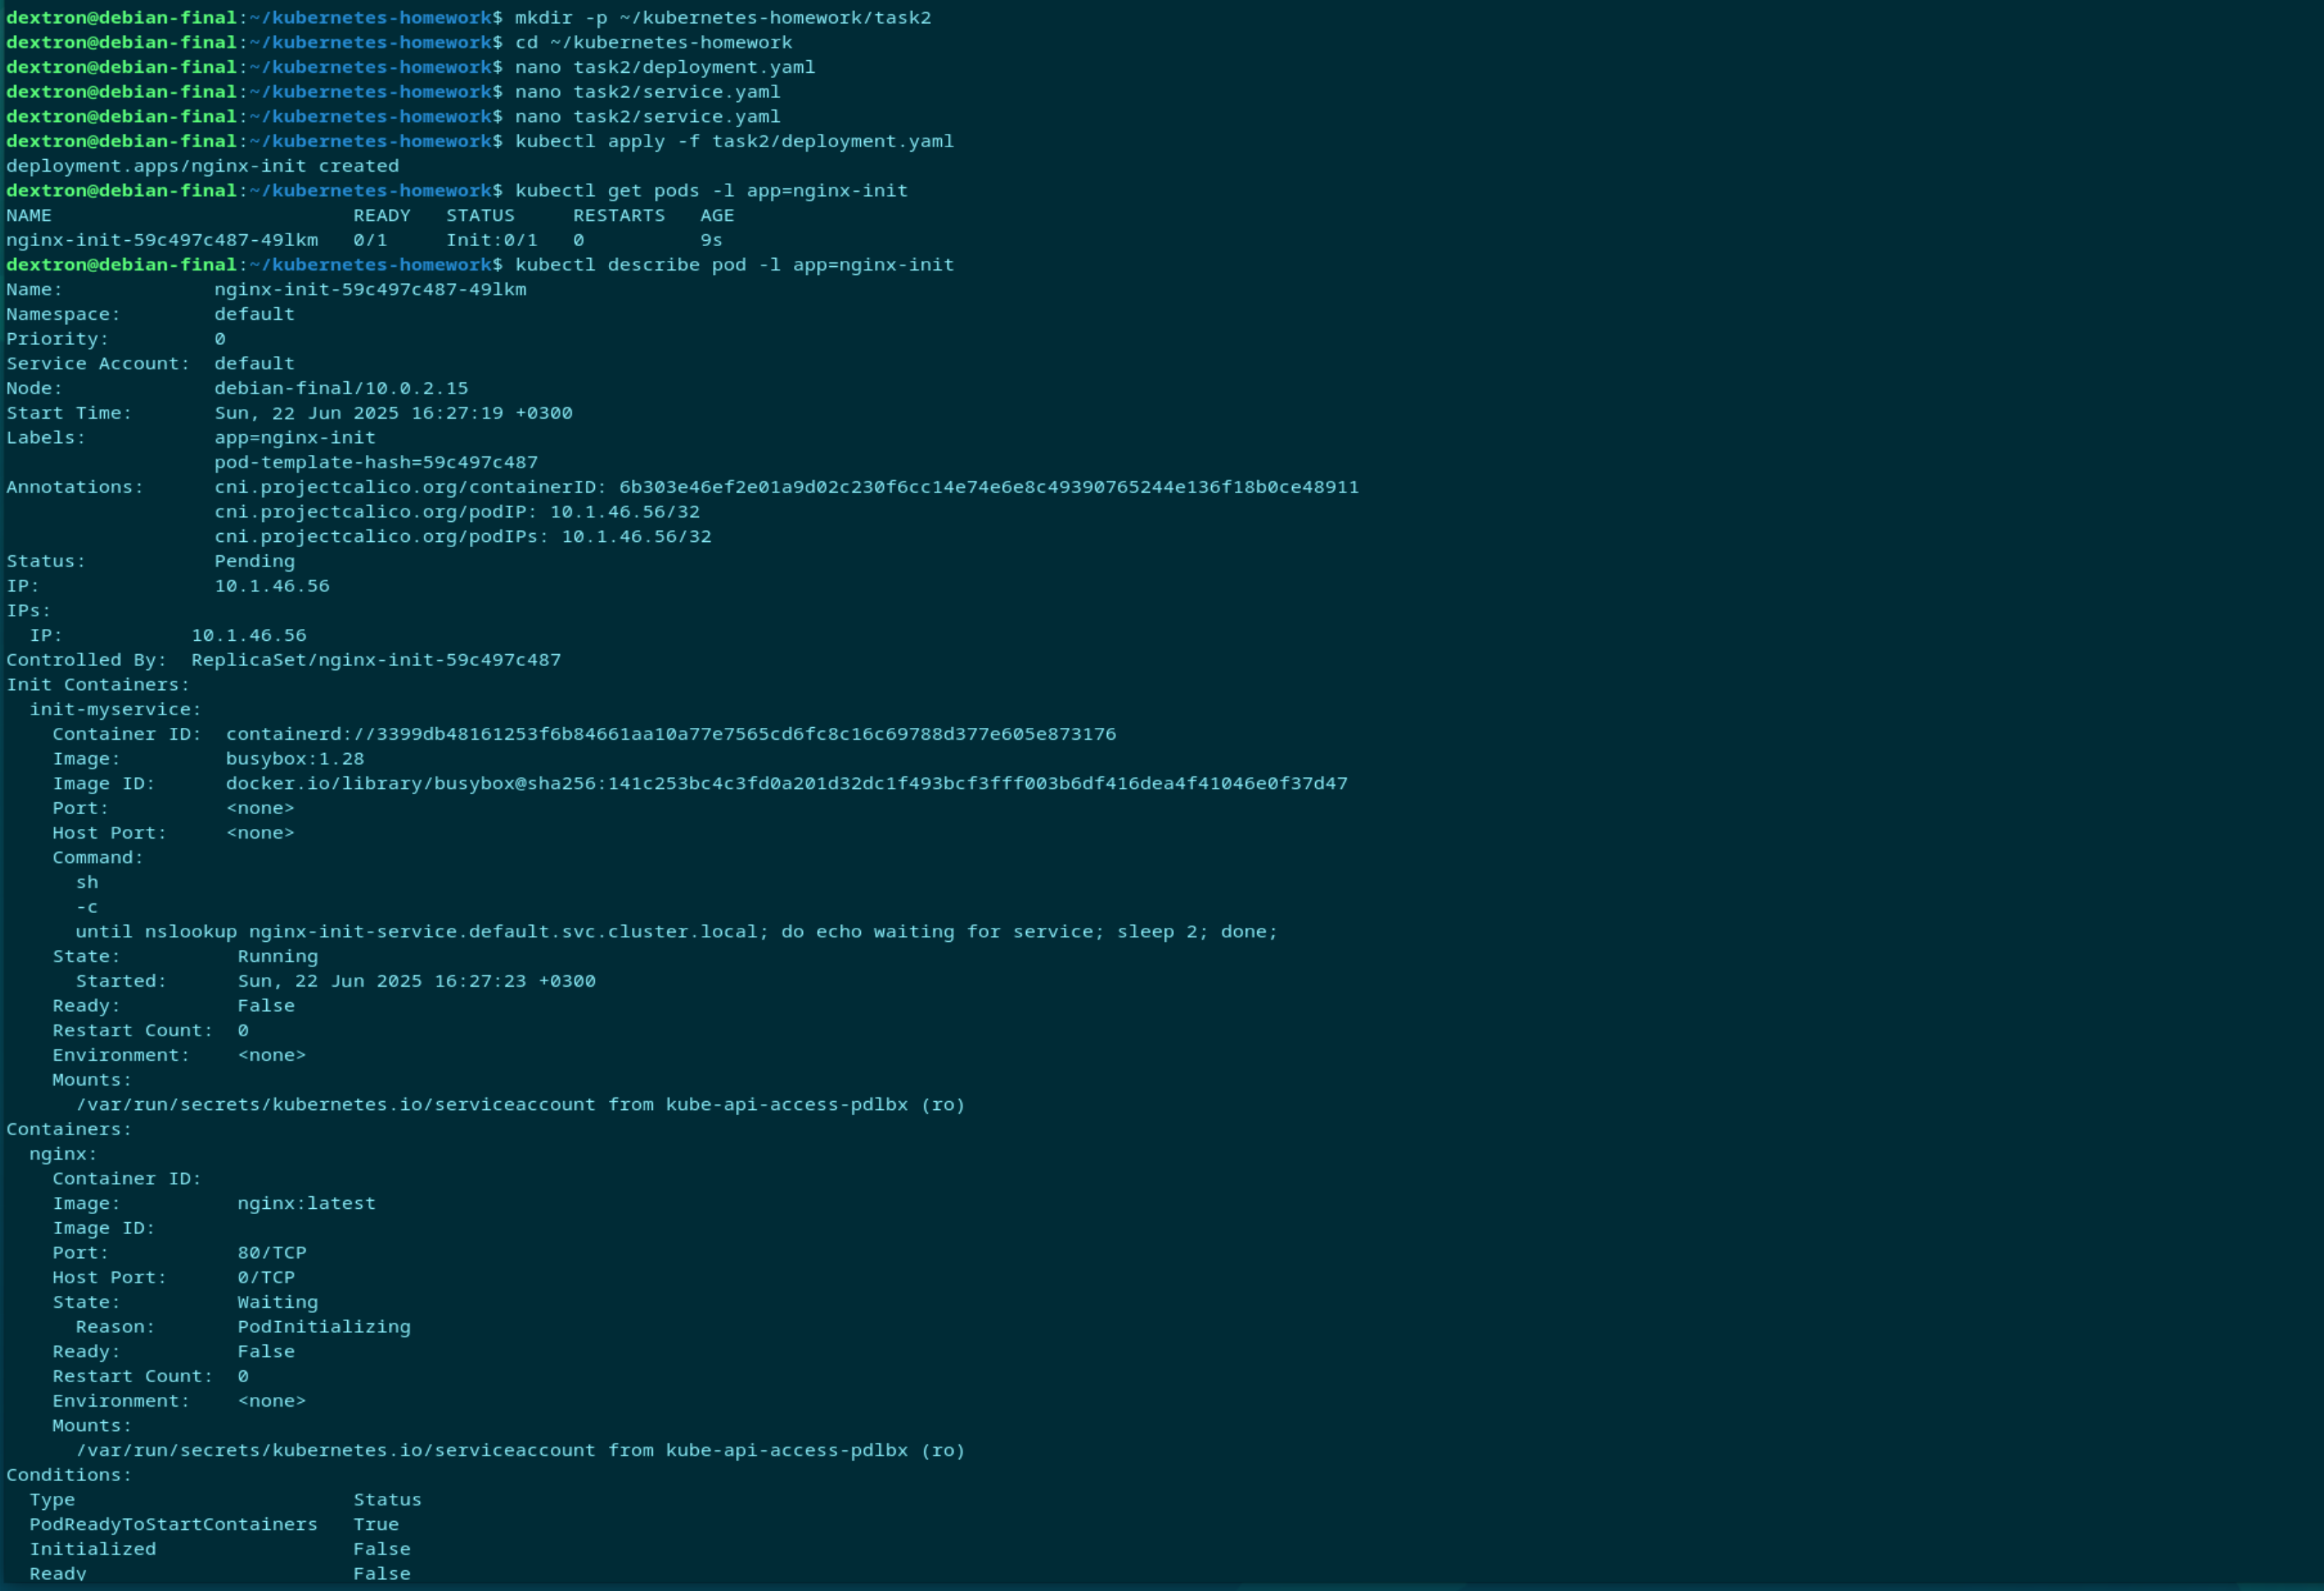 dextron@debian-final:~/kubernetes-homework$ mkdir -p ~/kubernetes-homework/task2
dextron@debian-final:~/kubernetes-homework$ cd ~/kubernetes-homework
dextron@debian-final:~/kubernetes-homework$ nano task2/deployment.yaml
dextron@debian-final:~/kubernetes-homework$ nano task2/service.yaml
dextron@debian-final:~/kubernetes-homework$ nano task2/service.yaml
dextron@debian-final:~/kubernetes-homework$ kubectl apply -f task2/deployment.yaml
deployment.apps/nginx-init created
dextron@debian-final:~/kubernetes-homework$ kubectl get pods -l app=nginx-init
NAME                          READY   STATUS     RESTARTS   AGE
nginx-init-59c497c487-49lkm   0/1     Init:0/1   0          9s
dextron@debian-final:~/kubernetes-homework$ kubectl describe pod -l app=nginx-init
Name:             nginx-init-59c497c487-49lkm
Namespace:        default
Priority:         0
Service Account:  default
Node:             debian-final/10.0.2.15
Start Time:       Sun, 22 Jun 2025 16:27:19 +0300
Labels:           app=nginx-init
                  pod-template-hash=59c497c487
Annotations:      cni.projectcalico.org/containerID: 6b303e46ef2e01a9d02c230f6cc14e74e6e8c49390765244e136f18b0ce48911
                  cni.projectcalico.org/podIP: 10.1.46.56/32
                  cni.projectcalico.org/podIPs: 10.1.46.56/32
Status:           Pending
IP:               10.1.46.56
IPs:
  IP:           10.1.46.56
Controlled By:  ReplicaSet/nginx-init-59c497c487
Init Containers:
  init-myservice:
    Container ID:  containerd://3399db48161253f6b84661aa10a77e7565cd6fc8c16c69788d377e605e873176
    Image:         busybox:1.28
    Image ID:      docker.io/library/busybox@sha256:141c253bc4c3fd0a201d32dc1f493bcf3fff003b6df416dea4f41046e0f37d47
    Port:          <none>
    Host Port:     <none>
    Command:
      sh
      -c
      until nslookup nginx-init-service.default.svc.cluster.local; do echo waiting for service; sleep 2; done;
    State:          Running
      Started:      Sun, 22 Jun 2025 16:27:23 +0300
    Ready:          False
    Restart Count:  0
    Environment:    <none>
    Mounts:
      /var/run/secrets/kubernetes.io/serviceaccount from kube-api-access-pdlbx (ro)
Containers:
  nginx:
    Container ID:
    Image:          nginx:latest
    Image ID:
    Port:           80/TCP
    Host Port:      0/TCP
    State:          Waiting
      Reason:       PodInitializing
    Ready:          False
    Restart Count:  0
    Environment:    <none>
    Mounts:
      /var/run/secrets/kubernetes.io/serviceaccount from kube-api-access-pdlbx (ro)
Conditions:
  Type                        Status
  PodReadyToStartContainers   True
  Initialized                 False
  Ready                       False